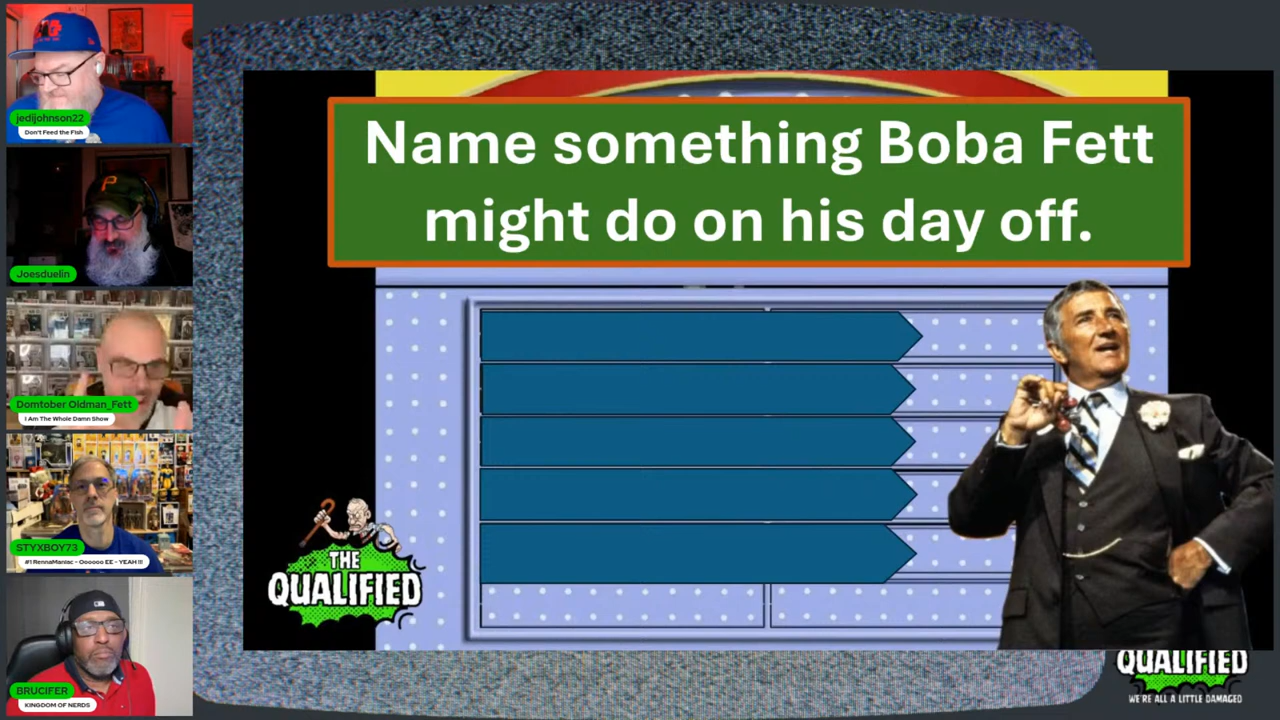 jedijohnson22
Don't Feed the Fish
Joesduelin
Domtober Oldman_Fett
I Am The Whole Damn Show
STYXBOY73
#1 RennaManiac - Oooooo EE - YEAH !!!
BRUCIFER
KINGDOM OF NERDS
Name something Boba Fett
might do on his day off.
THE
QUALIFIED
QUALIFIED
WE'RE ALL A LITTLE DAMAGED